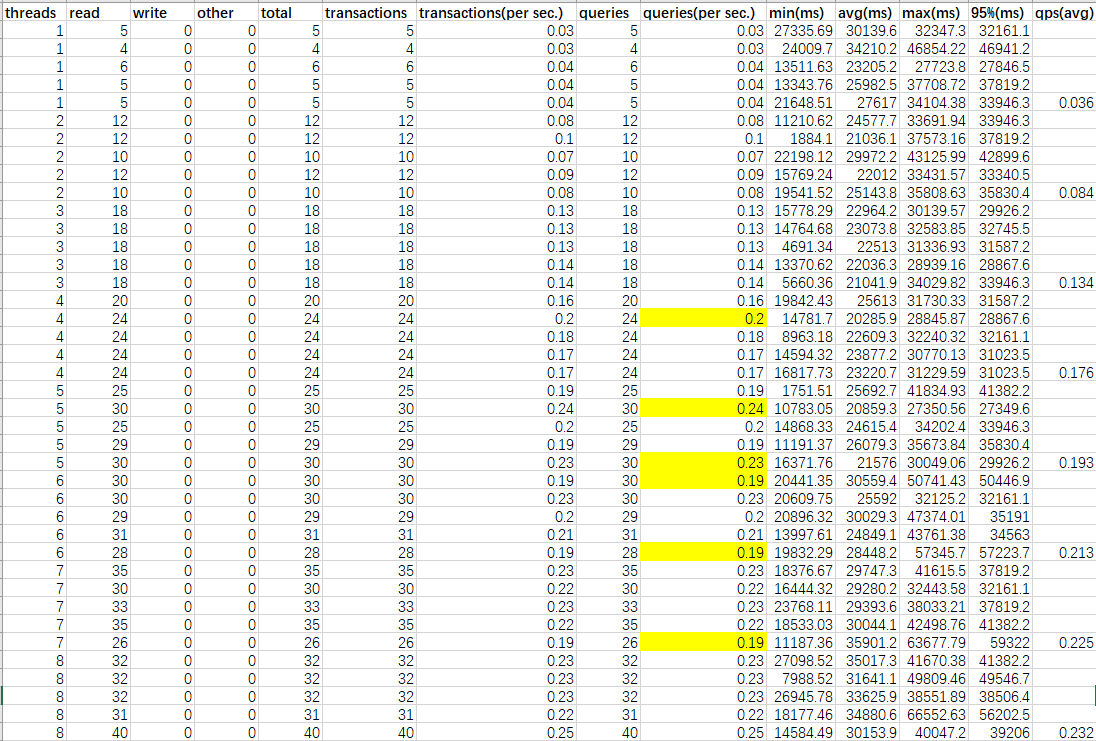 threads read write other total transactions transactions(per sec.) queries queries(per sec.) min(ms) avg(ms) max(ms) 95%(ms) qps(avg)
1 5 0 0 5 5 0.03 5 0.03 27335.69 30139.6 32347.3 32161.1
1 4 0 0 4 4 0.03 4 0.03 24009.7 34210.2 46854.22 46941.2
1 6 0 0 6 6 0.04 6 0.04 13511.63 23205.2 27723.8 27846.5
1 5 0 0 5 5 0.04 5 0.04 13343.76 25982.5 37708.72 37819.2
1 5 0 0 5 5 0.04 5 0.04 21648.51 27617 34104.38 33946.3 0.036
2 12 0 0 12 12 0.08 12 0.08 11210.62 24577.7 33691.94 33946.3
2 12 0 0 12 12 0.1 12 0.1 1884.1 21036.1 37573.16 37819.2
2 10 0 0 10 10 0.07 10 0.07 22198.12 29972.2 43125.99 42899.6
2 12 0 0 12 12 0.09 12 0.09 15769.24 22012 33431.57 33340.5
2 10 0 0 10 10 0.08 10 0.08 19541.52 25143.8 35808.63 35830.4 0.084
3 18 0 0 18 18 0.13 18 0.13 15778.29 22964.2 30139.57 29926.2
3 18 0 0 18 18 0.13 18 0.13 14764.68 23073.8 32583.85 32745.5
3 18 0 0 18 18 0.13 18 0.13 4691.34 22513 31336.93 31587.2
3 18 0 0 18 18 0.14 18 0.14 13370.62 22036.3 28939.16 28867.6
3 18 0 0 18 18 0.14 18 0.14 5660.36 21041.9 34029.82 33946.3 0.134
4 20 0 0 20 20 0.16 20 0.16 19842.43 25613 31730.33 31587.2
4 24 0 0 24 24 0.2 24 0.2 14781.7 20285.9 28845.87 28867.6
4 24 0 0 24 24 0.18 24 0.18 8963.18 22609.3 32240.32 32161.1
4 24 0 0 24 24 0.17 24 0.17 14594.32 23877.2 30770.13 31023.5
4 24 0 0 24 24 0.17 24 0.17 16817.73 23220.7 31229.59 31023.5 0.176
5 25 0 0 25 25 0.19 25 0.19 1751.51 25692.7 41834.93 41382.2
5 30 0 0 30 30 0.24 30 0.24 10783.05 20859.3 27350.56 27349.6
5 25 0 0 25 25 0.2 25 0.2 14868.33 24615.4 34202.4 33946.3
5 29 0 0 29 29 0.19 29 0.19 11191.37 26079.3 35673.84 35830.4
5 30 0 0 30 30 0.23 30 0.23 16371.76 21576 30049.06 29926.2 0.193
6 30 0 0 30 30 0.19 30 0.19 20441.35 30559.4 50741.43 50446.9
6 30 0 0 30 30 0.23 30 0.23 20609.75 25592 32125.2 32161.1
6 29 0 0 29 29 0.2 29 0.2 20896.32 30029.3 47374.01 35191
6 31 0 0 31 31 0.21 31 0.21 13997.61 24849.1 43761.38 34563
6 28 0 0 28 28 0.19 28 0.19 19832.29 28448.2 57345.7 57223.7 0.213
7 35 0 0 35 35 0.23 35 0.23 18376.67 29747.3 41615.5 37819.2
7 30 0 0 30 30 0.22 30 0.22 16444.32 29280.2 32443.58 32161.1
7 33 0 0 33 33 0.23 33 0.23 23768.11 29393.6 38033.21 37819.2
7 35 0 0 35 35 0.22 35 0.22 18533.03 30044.1 42498.76 41382.2
7 26 0 0 26 26 0.19 26 0.19 11187.36 35901.2 63677.79 59322 0.225
8 32 0 0 32 32 0.23 32 0.23 27098.52 35017.3 41670.38 41382.2
8 32 0 0 32 32 0.23 32 0.23 7988.52 31641.1 49809.46 49546.7
8 32 0 0 32 32 0.23 32 0.23 26945.78 33625.9 38551.89 38506.4
8 31 0 0 31 31 0.22 31 0.22 18177.46 34880.6 66552.63 56202.5
8 40 0 0 40 40 0.25 40 0.25 14584.49 30153.9 40047.2 39206 0.232